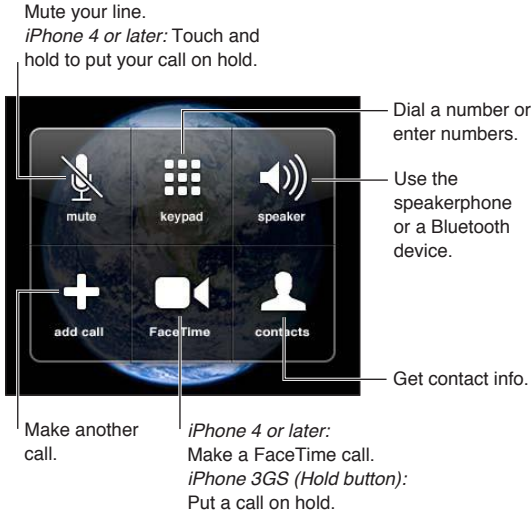 Mute your line.
iPhone 4 or later: Touch and
hold to put your call on hold.
Dial a number or
enter numbers.
mute
keypad
speaker
Use the
speakerphone
or a Bluetooth
device.
add call
FaceTime
contacts
Get contact info.
Make another
call.
iPhone 4 or later:
Make a FaceTime call.
iPhone 3GS (Hold button):
Put a call on hold.